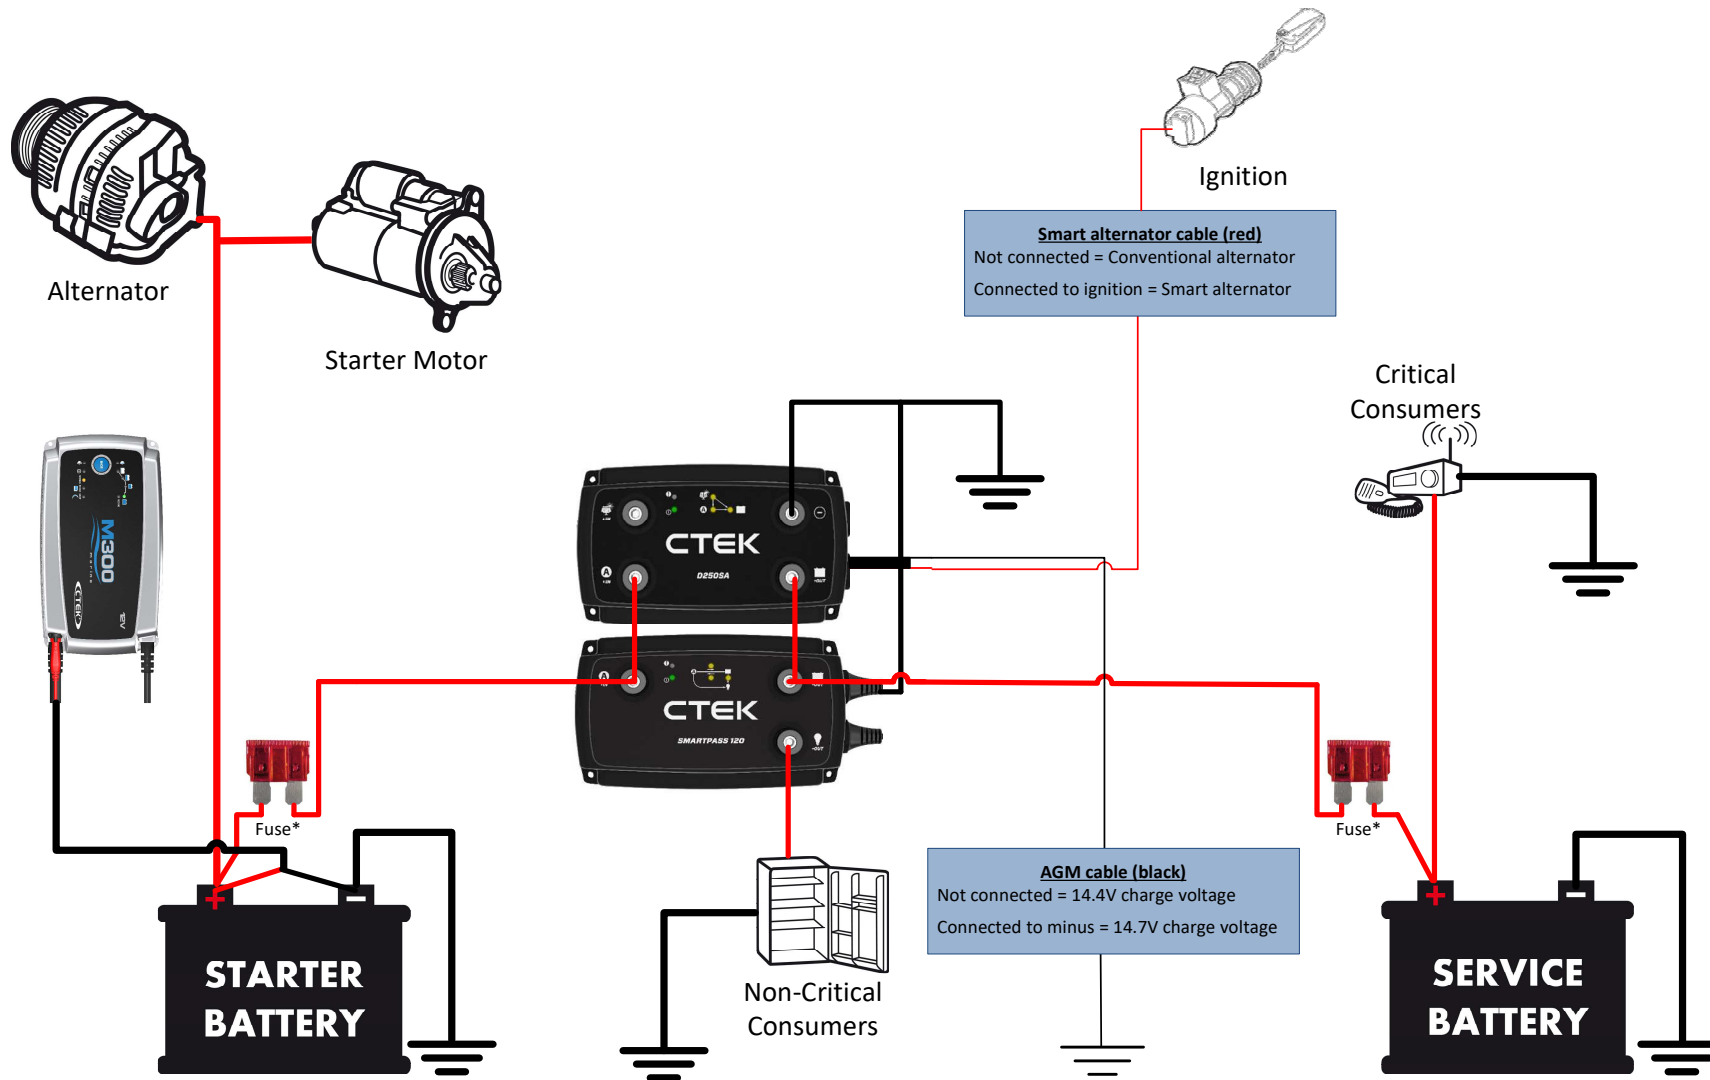 Ignition
Smart alternator cable (red)
Not connected = Conventional alternator
Connected to ignition = Smart alternator
Alternator
Starter Motor
Critical
Consumers
M300
CTEK
12V
CTEK
D250SA
CTEK
SMARTPASS 120
Fuse*
Fuse*
AGM cable (black)
Not connected = 14.4V charge voltage
Connected to minus = 14.7V charge voltage
STARTER
BATTERY
Non-Critical
Consumers
SERVICE
BATTERY